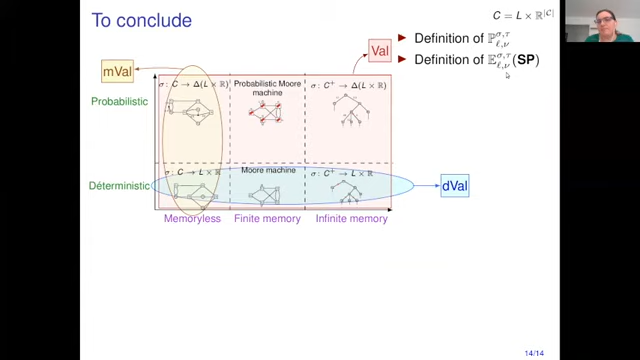 To conclude
C = L × ℝ^|𝒞|
Val
mVal
▶ Definition of ℙ^{σ,τ}_{ℓ,ν}
▶ Definition of 𝔼^{σ,τ}_{ℓ,ν}(SP)
σ: C → Δ(L × ℝ)
Probabilistic Moore
machine
σ: C⁺ → Δ(L × ℝ)
Probabilistic
σ: C → L × ℝ
Moore machine
σ: C⁺ → L × ℝ
Déterministic
dVal
Memoryless
Finite memory
Infinite memory
14/14